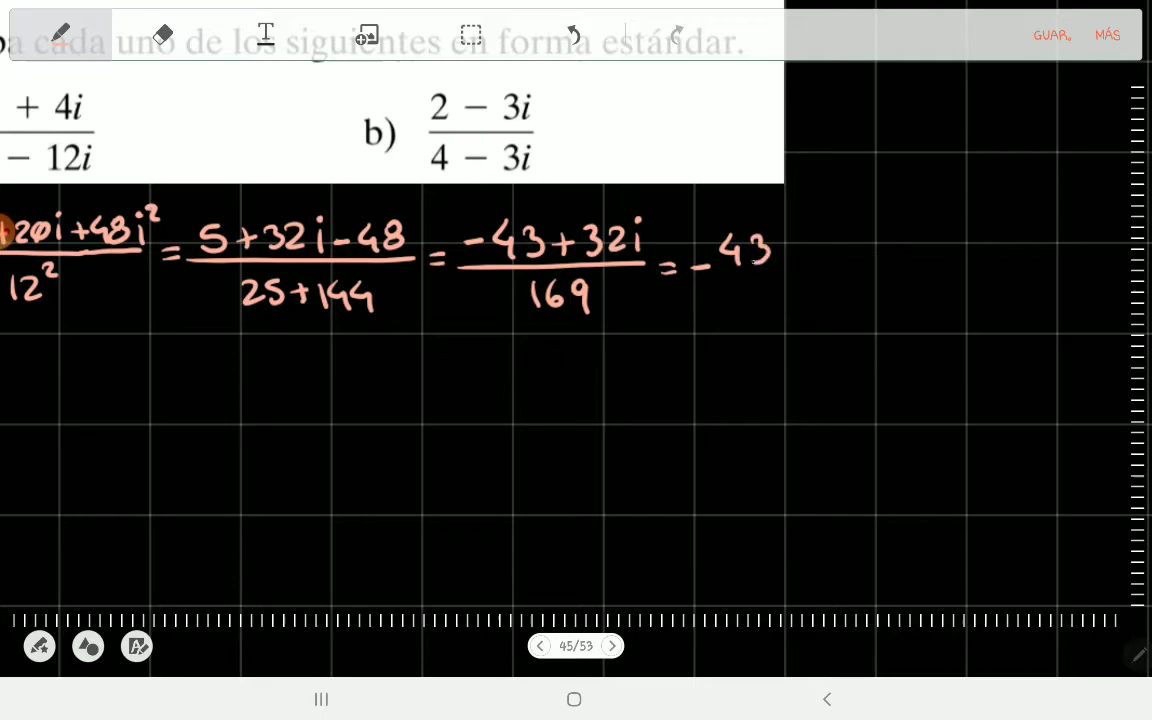 a cada uno de los siguientes en forma estándar.
GUAR. MÁS
+ 4i
- 12i
b) 2 - 3i
4 - 3i
+20i+48i² = 5+32i-48 = -43+32i = - 43
12² 25+144 169
45/53